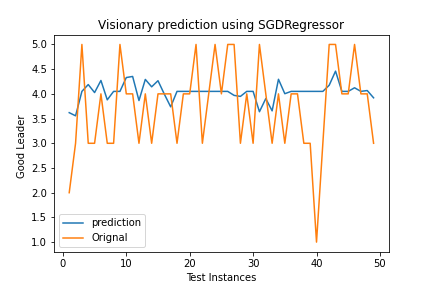 Visionary prediction using SGDRegressor
Good Leader
5.0
4.5
4.0
3.5
3.0
2.5
2.0
1.5
1.0
prediction
Orignal
0 10 20 30 40 50
Test Instances